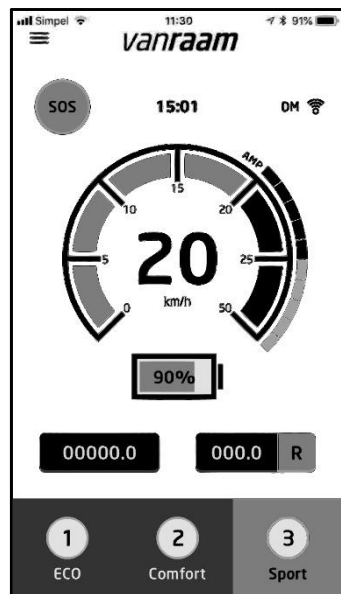 Simpel 11:30 91%
vanraam
SOS 15:01 DM
AMP
15
10 20
5 25
20
km/h
0 50
90%
00000.0 000.0 R
1 2 3
ECO Comfort Sport